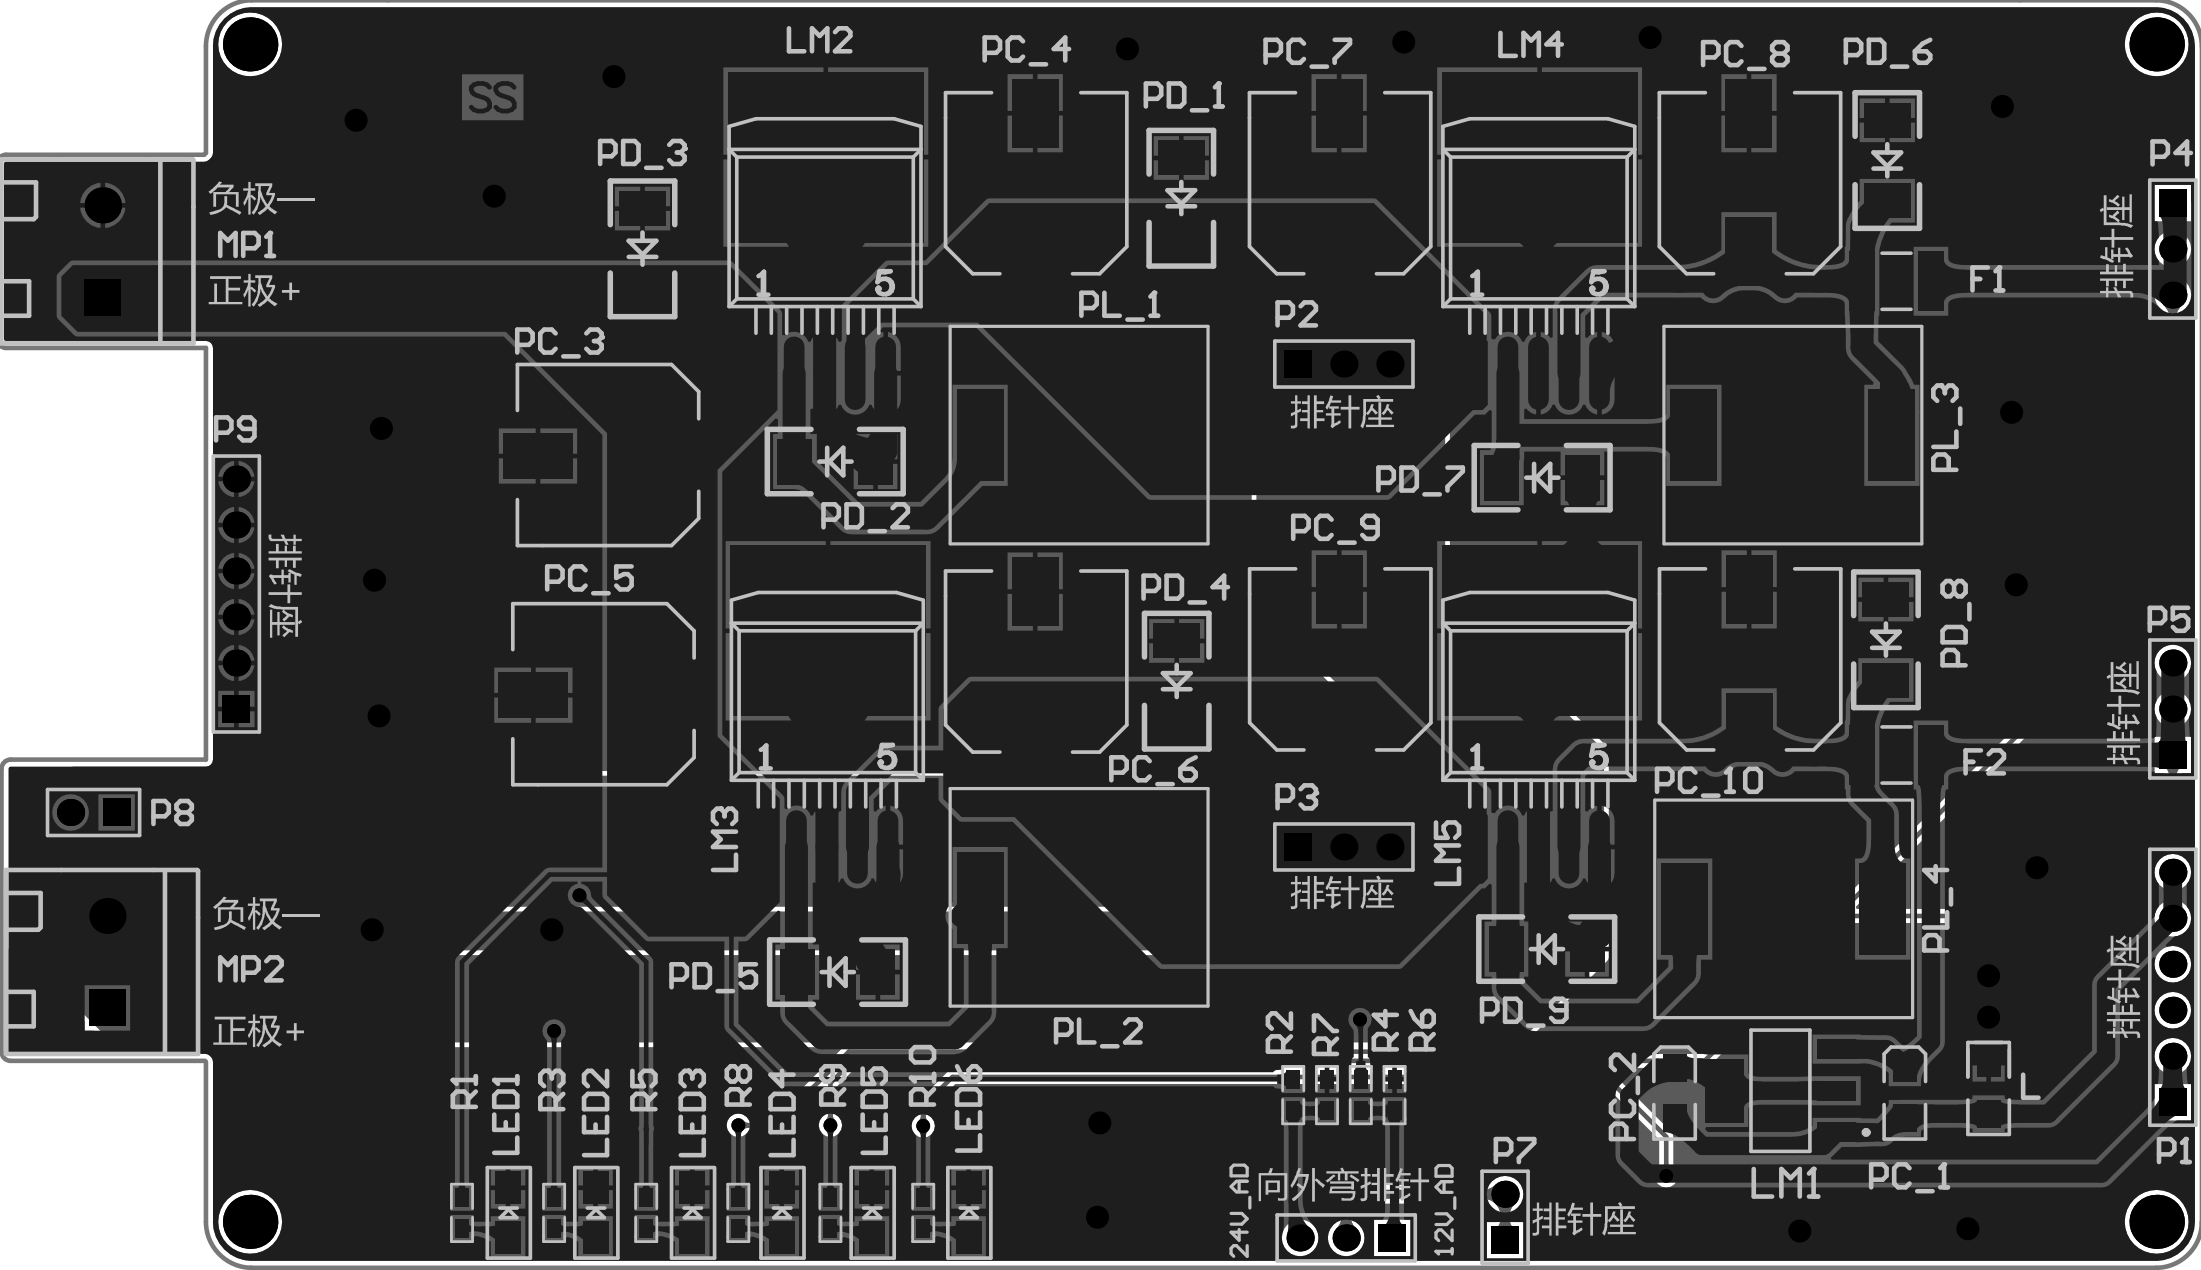 LM2
PC_4
PC_7
LM4
PC_8
PD_6
SS
PD_1
PD_3
P4
负极—
MP1
正极+
排针座
1
5
1
5
F1
PL_1
P2
PC_3
排针座
PL_3
P9
PD_7
PD_2
PC_9
排针座
PC_5
PD_4
PD_8
P5
排针座
1
5
1
5
PC_6
F2
PC_10
P3
P8
LM3
LM5
排针座
负极—
MP2
正极+
PD_5
PL_4
排针座
PD_9
PL_2
R2
R7
R4
R6
R1
LED1
R3
LED2
R5
LED3
R8
LED4
R9
LED5
R10
LED6
PC_2
L
P7
P1
LM1
PC_1
24V_AD
向外弯排针
12V_AD
排针座